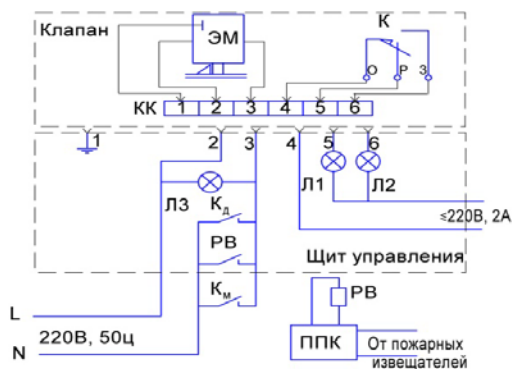 Клапан
ЭМ
К
О Р З
КК 1 2 3 4 5 6
1 2 3 4 5 6
Л3 Л1 Л2
Кд
РВ
Км
≤220В, 2А
Щит управления
L
220В, 50ц
N
РВ
ППК
От пожарных
извещателей